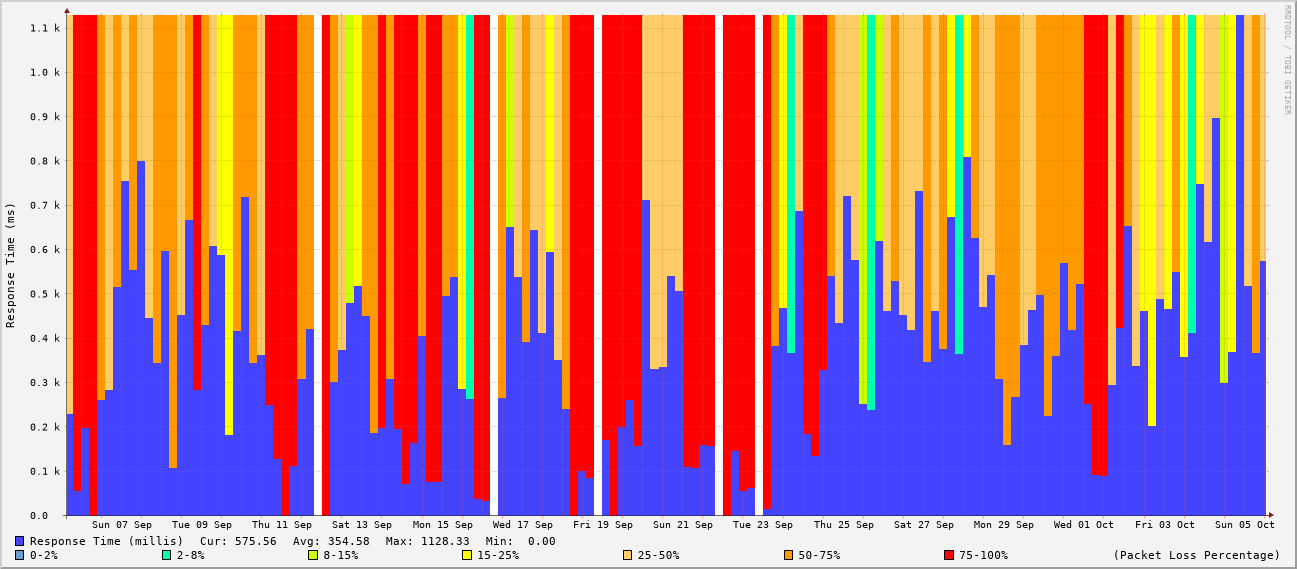 RRDTOOL / TOBI OETIKER
Response Time (ms)
1.1 k
1.0 k
0.9 k
0.8 k
0.7 k
0.6 k
0.5 k
0.4 k
0.3 k
0.2 k
0.1 k
0.0
Sun 07 Sep Tue 09 Sep Thu 11 Sep Sat 13 Sep Mon 15 Sep Wed 17 Sep Fri 19 Sep Sun 21 Sep Tue 23 Sep Thu 25 Sep Sat 27 Sep Mon 29 Sep Wed 01 Oct Fri 03 Oct Sun 05 Oct
Response Time (millis) Cur: 575.56 Avg: 354.58 Max: 1128.33 Min: 0.00
0-2% 2-8% 8-15% 15-25% 25-50% 50-75% 75-100% (Packet Loss Percentage)